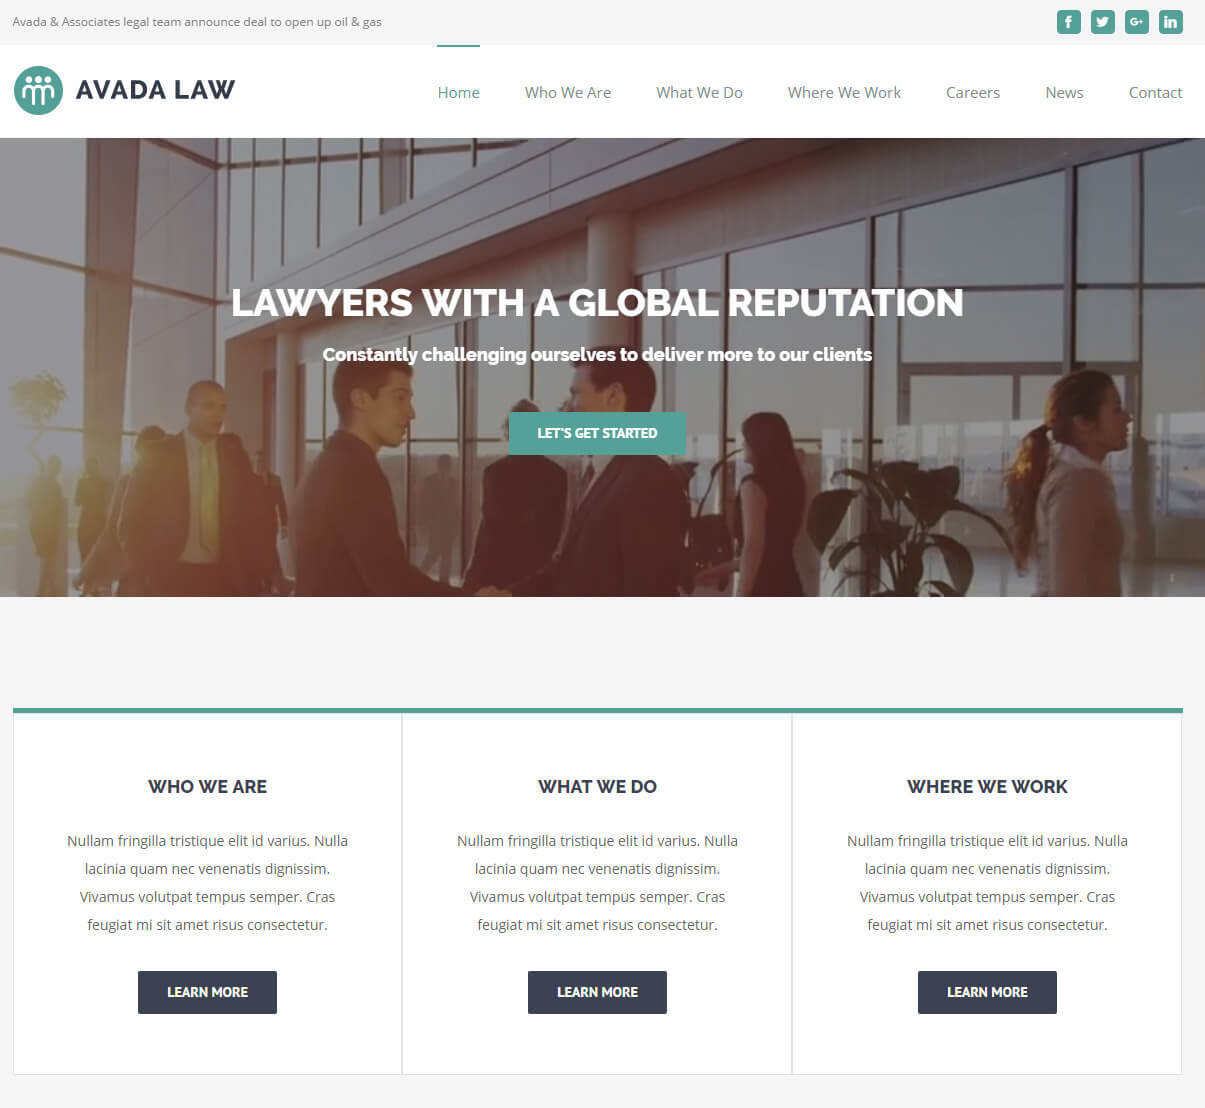 Avada & Associates legal team announce deal to open up oil & gas
AVADA LAW
Home Who We Are What We Do Where We Work Careers News Contact
LAWYERS WITH A GLOBAL REPUTATION
Constantly challenging ourselves to deliver more to our clients
LET'S GET STARTED
WHO WE ARE
Nullam fringilla tristique elit id varius. Nulla
lacinia quam nec venenatis dignissim.
Vivamus volutpat tempus semper. Cras
feugiat mi sit amet risus consectetur.
LEARN MORE
WHAT WE DO
Nullam fringilla tristique elit id varius. Nulla
lacinia quam nec venenatis dignissim.
Vivamus volutpat tempus semper. Cras
feugiat mi sit amet risus consectetur.
LEARN MORE
WHERE WE WORK
Nullam fringilla tristique elit id varius. Nulla
lacinia quam nec venenatis dignissim.
Vivamus volutpat tempus semper. Cras
feugiat mi sit amet risus consectetur.
LEARN MORE